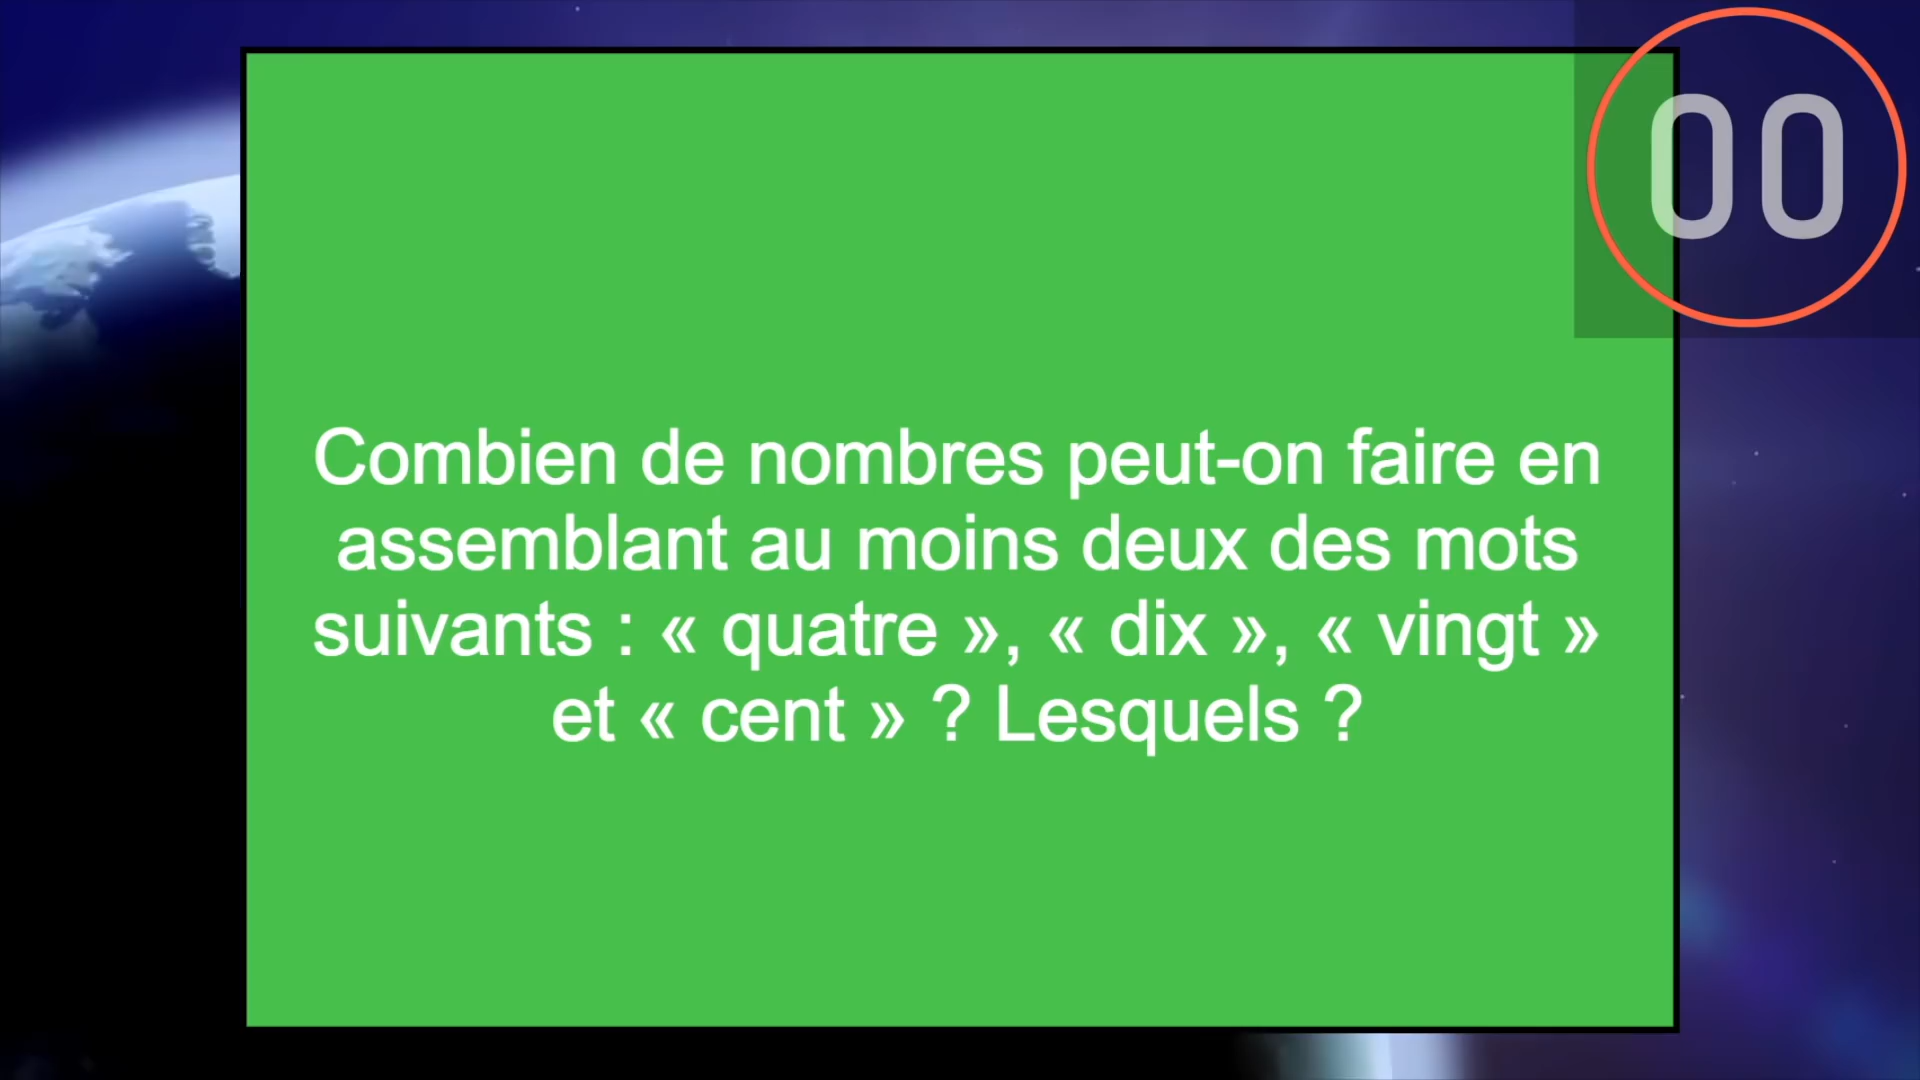 00
Combien de nombres peut-on faire en
assemblant au moins deux des mots
suivants : « quatre », « dix », « vingt »
et « cent » ? Lesquels ?